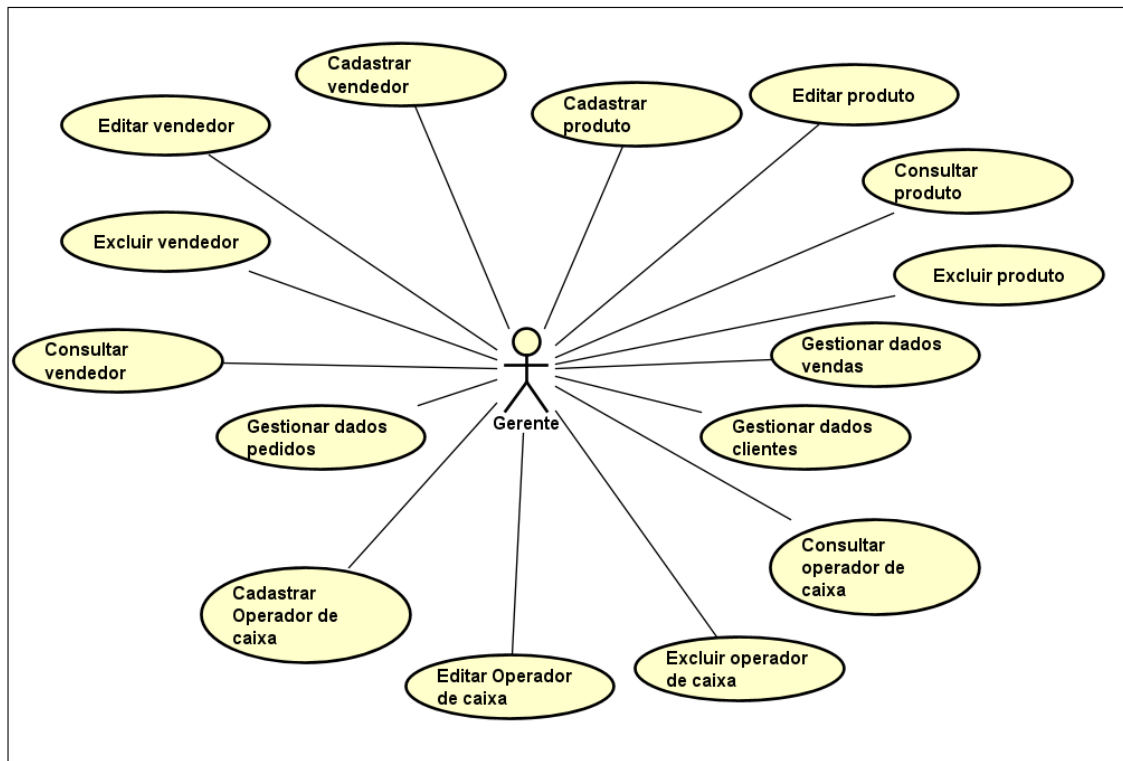 Cadastrar
vendedor
Cadastrar
produto
Editar produto
Editar vendedor
Consultar
produto
Excluir vendedor
Excluir produto
Consultar
vendedor
Gestionar dados
vendas
Gestionar dados
pedidos
Gerente
Gestionar dados
clientes
Consultar
operador de
caixa
Cadastrar
Operador de
caixa
Editar Operador
de caixa
Excluir operador
de caixa